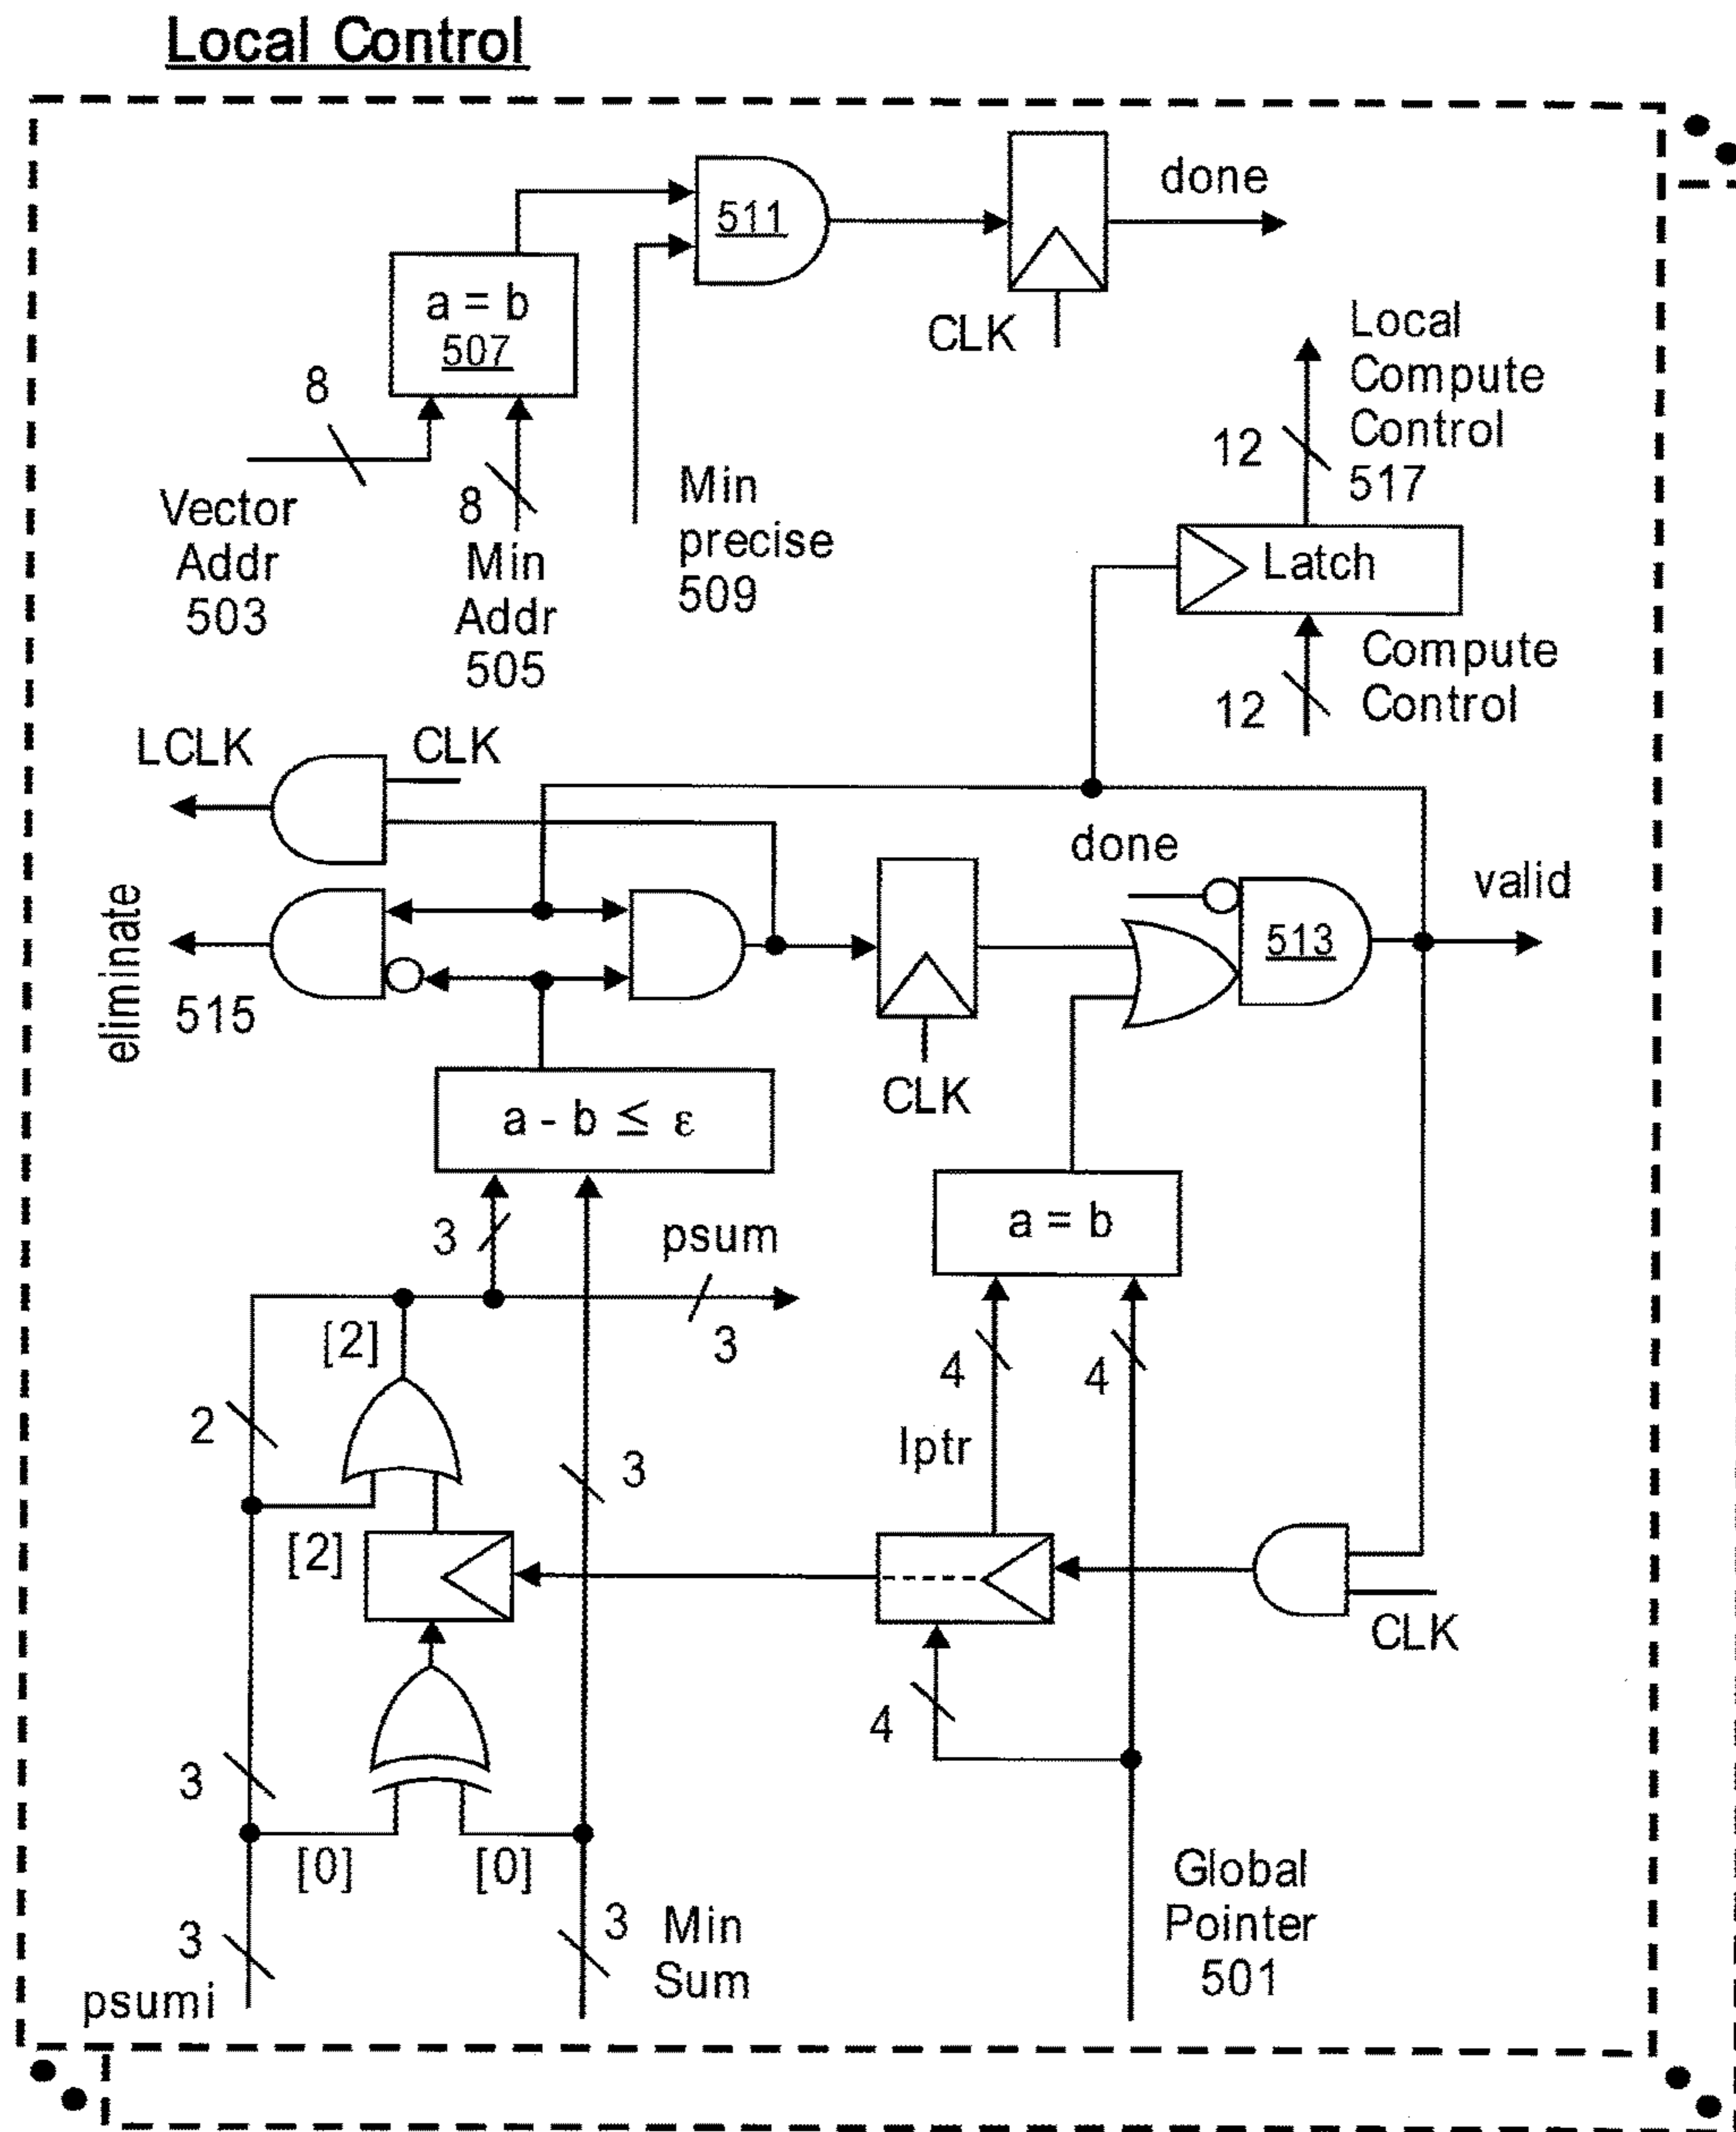 Local Control
511
done
a = b
507
CLK
8
Vector
Addr
503
8
Min
Addr
505
Min
precise
509
Local
Compute
Control
517
12
Latch
12
Compute
Control
LCLK
CLK
done
valid
513
eliminate
515
CLK
a - b ≤ ε
3
psum
3
a = b
[2]
2
4
4
lptr
3
[2]
CLK
4
3
[0]
[0]
3
psumi
3
Min
Sum
Global
Pointer
501